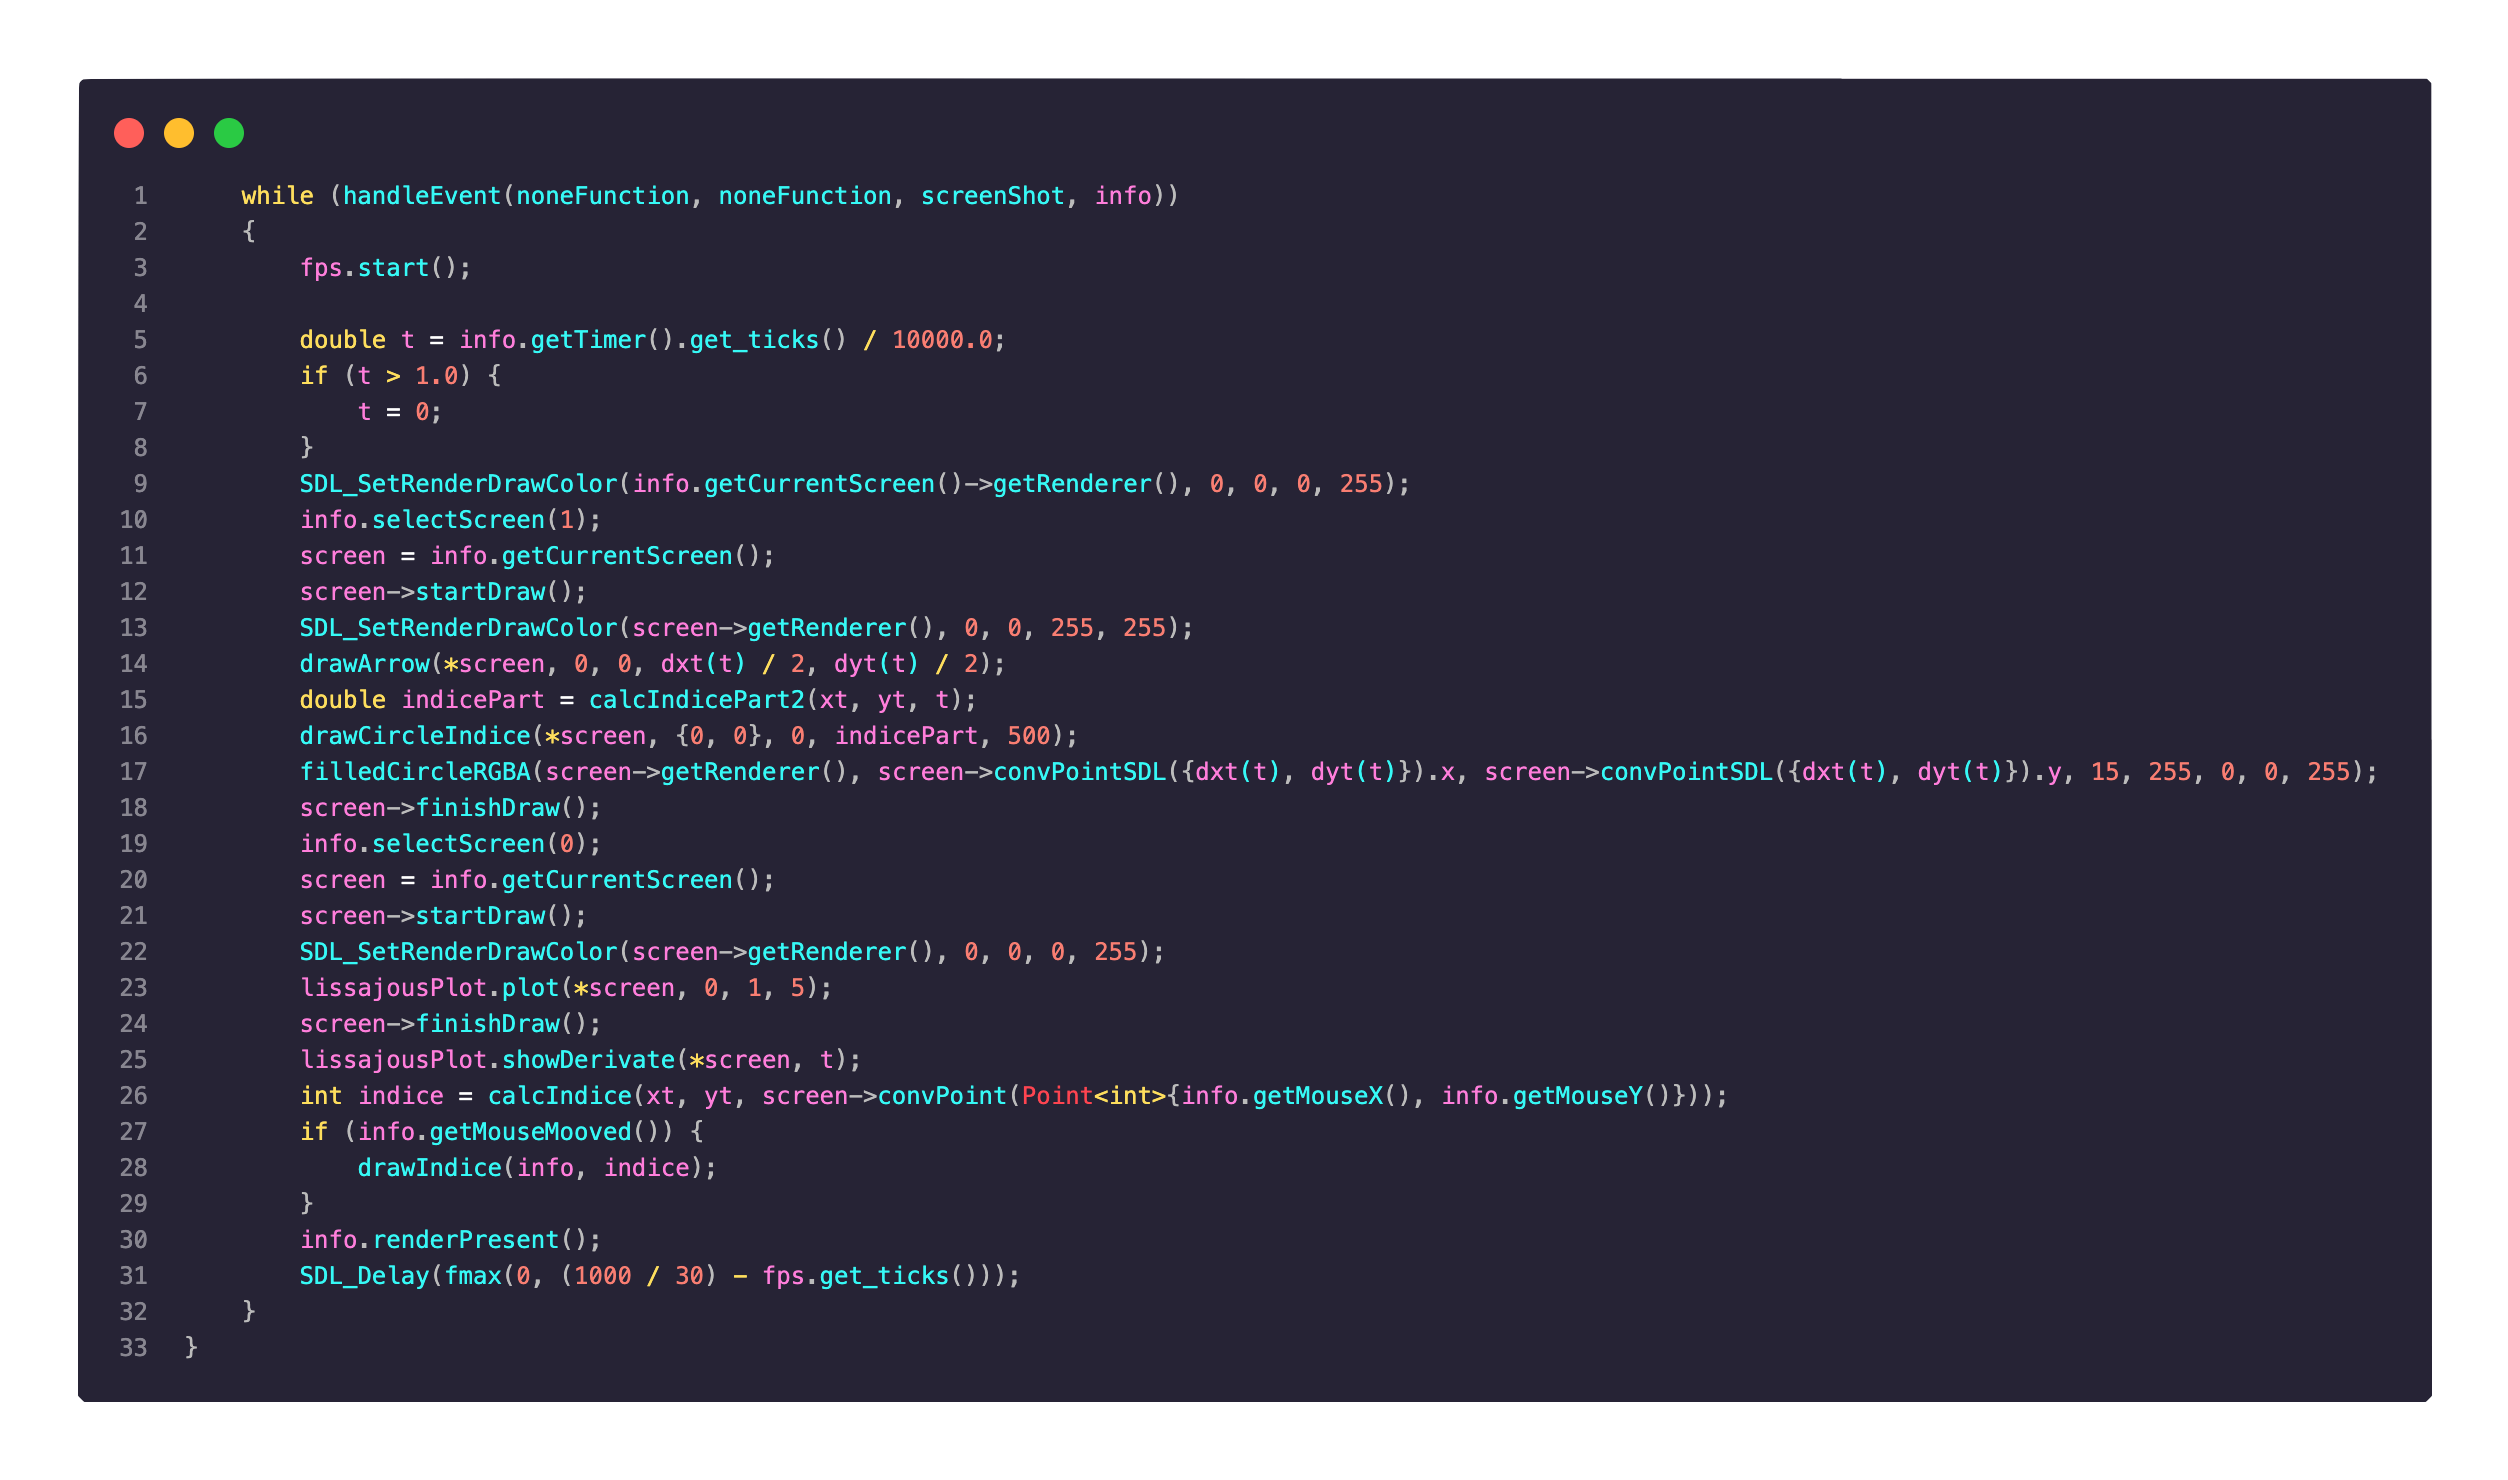 1 while (handleEvent(noneFunction, noneFunction, screenShot, info))
2 {
3 fps.start();
4
5 double t = info.getTimer().get_ticks() / 10000.0;
6 if (t > 1.0) {
7 t = 0;
8 }
9 SDL_SetRenderDrawColor(info.getCurrentScreen()->getRenderer(), 0, 0, 0, 255);
10 info.selectScreen(1);
11 screen = info.getCurrentScreen();
12 screen->startDraw();
13 SDL_SetRenderDrawColor(screen->getRenderer(), 0, 0, 255, 255);
14 drawArrow(*screen, 0, 0, dxt(t) / 2, dyt(t) / 2);
15 double indicePart = calcIndicePart2(xt, yt, t);
16 drawCircleIndice(*screen, {0, 0}, 0, indicePart, 500);
17 filledCircleRGBA(screen->getRenderer(), screen->convPointSDL({dxt(t), dyt(t)}).x, screen->convPointSDL({dxt(t), dyt(t)}).y, 15, 255, 0, 0, 255);
18 screen->finishDraw();
19 info.selectScreen(0);
20 screen = info.getCurrentScreen();
21 screen->startDraw();
22 SDL_SetRenderDrawColor(screen->getRenderer(), 0, 0, 0, 255);
23 lissajousPlot.plot(*screen, 0, 1, 5);
24 screen->finishDraw();
25 lissajousPlot.showDerivate(*screen, t);
26 int indice = calcIndice(xt, yt, screen->convPoint(Point<int>{info.getMouseX(), info.getMouseY()}));
27 if (info.getMouseMooved()) {
28 drawIndice(info, indice);
29 }
30 info.renderPresent();
31 SDL_Delay(fmax(0, (1000 / 30) - fps.get_ticks()));
32 }
33 }